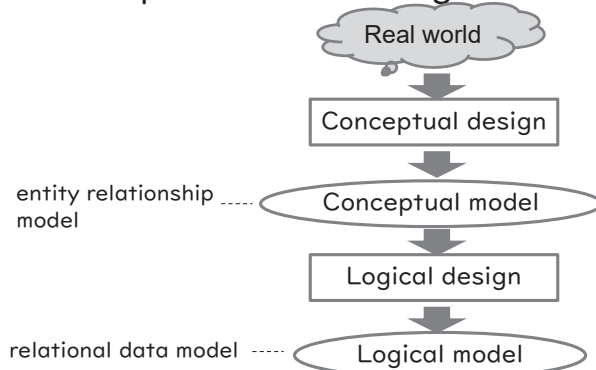 Real world
Conceptual design
entity relationship
model
Conceptual model
Logical design
relational data model
Logical model